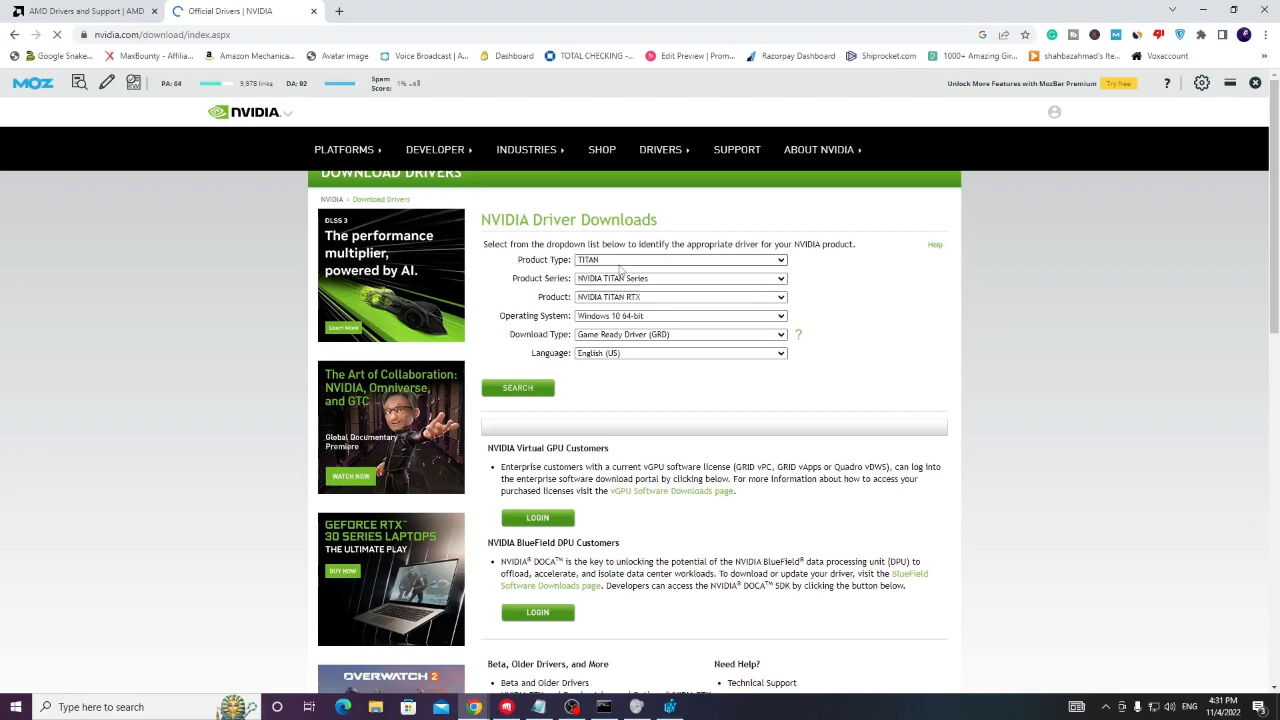 AMD Drivers and Support | AMD
Official Drivers | NVIDIA
nvidia.com/download/index.aspx
Google Snake...
MaxBounty - Affilia...
Amazon Mechanica...
Avatar image
Voice Broadcast | A...
Dashboard
TOTAL CHECKING -...
Edit Preview | Prom...
Razorpay Dashboard
Shiprocket.com
1000+ Amazing Gir...
shahbazahmad's Ite...
Howtosolveit
MOZ
PA: 64
9,978 links
DA: 92
Spam Score: 1%
Unlock More Features with MozBar Premium
Try free
?
NVIDIA.
PLATFORMS
DEVELOPER
INDUSTRIES
SHOP
DRIVERS
SUPPORT
ABOUT NVIDIA
DOWNLOAD DRIVERS
NVIDIA > Download Drivers
DLSS 3
The performance
multiplier,
powered by AI.
Learn More
NVIDIA Driver Downloads
Select from the dropdown list below to identify the appropriate driver for your NVIDIA product.
Help
Product Type: TITAN
Product Series: NVIDIA TITAN Series
Product: NVIDIA TITAN RTX
Operating System: Windows 10 64-bit
Download Type: Game Ready Driver (GRD) ?
Language: English (US)
SEARCH
The Art of Collaboration:
NVIDIA, Omniverse,
and GTC
Global Documentary
Premiere
WATCH NOW
NVIDIA Virtual GPU Customers
• Enterprise customers with a current vGPU software license (GRID vPC, GRID vApps or Quadro vDWS), can log into
the enterprise software download portal by clicking below. For more information about how to access your
purchased licenses visit the vGPU Software Downloads page.
LOGIN
GEFORCE RTX™
30 SERIES LAPTOPS
THE ULTIMATE PLAY
BUY NOW
NVIDIA BlueField DPU Customers
• NVIDIA® DOCA™ is the key to unlocking the potential of the NVIDIA BlueField® data processing unit (DPU) to
offload, accelerate, and isolate data center workloads. To download or update your driver, visit the BlueField
Software Downloads page. Developers can access the NVIDIA® DOCA™ SDK by clicking the button below.
LOGIN
OVERWATCH 2
Beta, Older Drivers, and More
• Beta and Older Drivers
Need Help?
• Technical Support
Type here to search
ENG
4:31 PM
11/4/2022